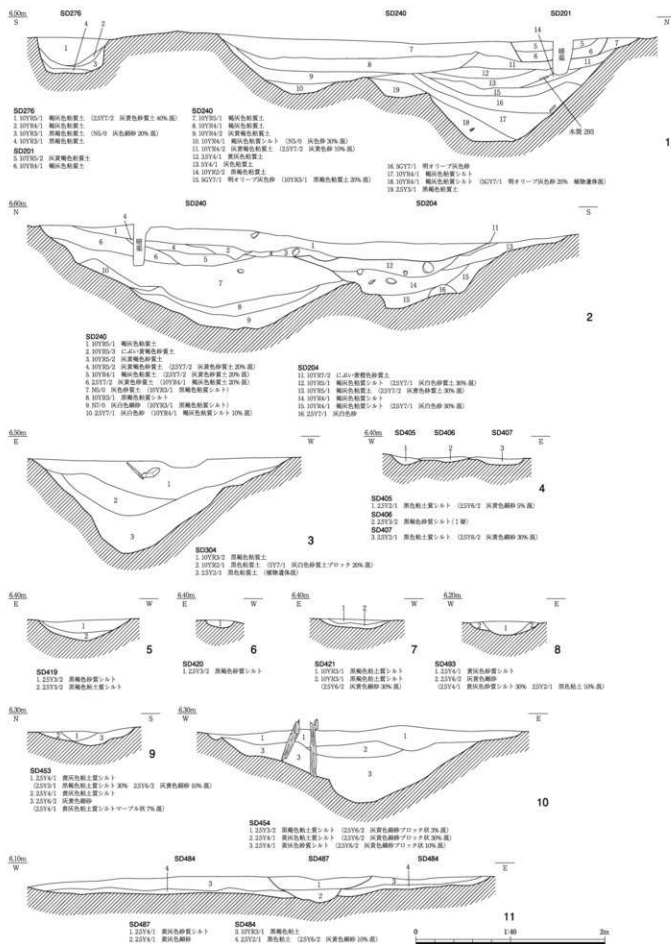 SD276 SD240 SD201
6.50m
S N
SD276
1. 10YR5/1 褐灰色粘質土 (2.5Y7/2 灰黄色砂質土 40% 混)
2. 10YR4/1 褐灰色粘質土
3. 10YR3/1 黒褐色粘質土 (N5/0 灰色細砂 20% 混)
4. 10YR3/1 黒褐色粘質土
SD201
5. 10YR5/2 灰黄褐色粘質土
6. 10YR4/1 褐灰色粘質土
SD240
7. 10YR5/1 褐灰色粘質土
8. 10YR4/1 褐灰色粘質土
9. 10YR4/2 灰黄褐色粘質土
10. 10YR4/1 褐灰色粘質シルト (N5/0 灰色砂 30% 混)
11. 10YR4/2 灰黄褐色粘質土 (2.5Y7/2 灰黄色砂 10% 混)
12. 2.5Y4/1 黄灰色粘質土
13. 5Y4/1 灰色粘質土
14. 10YR2/2 黒褐色粘質土
15. 5GY7/1 明オリーブ灰色砂 (10YR3/1 黒褐色粘質土 20% 混)
16. 5GY7/1 明オリーブ灰色砂
17. 10YR4/1 褐灰色粘質シルト
18. 10YR4/1 褐灰色粘質シルト (5GY7/1 明オリーブ灰色砂 20% 植物遺体混)
19. 2.5Y3/1 黒褐色粘質土
木簡 293
1
6.60m
N SD240 SD204 S
SD240
1. 10YR5/1 褐灰色粘質土
2. 10YR5/3 にぶい黄褐色砂質土
3. 10YR5/2 灰黄褐色粘質土
4. 10YR5/2 灰黄褐色砂質土 (2.5Y7/2 灰黄色砂質土 20% 混)
5. 10YR4/1 褐灰色粘質土 (2.5Y7/2 灰黄色砂質土 20% 混)
6. 2.5Y7/2 灰黄色砂質土 (10YR4/1 褐灰色粘質土 20% 混)
7. N5/0 灰色砂質土 (10YR3/1 黒褐色粘質シルト)
8. 10YR3/1 黒褐色粘質シルト
9. N7/0 灰白色細砂 (10YR3/1 黒褐色粘質シルト)
10. 2.5Y7/1 灰白色砂 (10YR4/1 褐灰色粘質シルト 10% 混)
SD204
11. 10YR7/2 にぶい黄橙色砂質土
12. 10YR5/1 褐灰色粘質シルト (2.5Y7/1 灰白色砂質土 30% 混)
13. 10YR5/1 褐灰色粘質土 (2.5Y7/2 灰黄色砂質土 30% 混)
14. 10YR4/1 褐灰色粘質シルト
15. 10YR4/1 褐灰色粘質シルト (2.5Y7/1 灰白色砂 30% 混)
16. 2.5Y7/1 灰白色砂
2
6.50m
E W
SD304
1. 10YR3/2 黒褐色粘質土
2. 10YR2/1 黒色粘質土 (5Y7/1 灰白色砂質土ブロック 20% 混)
3. 2.5Y2/1 黒色粘質土 (植物遺体混)
3
6.40m
W SD405 SD406 SD407 E
4
SD405
1. 2.5Y2/1 黒色粘土質シルト (2.5Y6/2 灰黄色細砂 5% 混)
SD406
2. 2.5Y3/2 黒褐色砂質シルト (Ⅰ層)
SD407
3. 2.5Y2/1 黒色粘土質シルト (2.5Y6/2 灰黄色細砂 30% 混)
6.40m
E W
5
SD419
1. 2.5Y3/2 黒褐色砂質シルト
2. 2.5Y3/2 黒褐色粘土質シルト
6.40m
E W
6
SD420
1. 2.5Y3/2 黒褐色砂質シルト
6.40m
E W
7
SD421
1. 10YR3/1 黒褐色粘土質シルト
2. 10YR3/1 黒褐色粘土質シルト
(2.5Y6/2 灰黄色細砂 30% 混)
6.20m
W E
8
SD493
1. 2.5Y4/1 黄灰色砂質シルト
2. 2.5Y6/2 灰黄色細砂
(2.5Y4/1 黄灰色砂質シルト 30% 2.5Y2/1 黒色粘土 10% 混)
6.30m
N S
9
SD453
1. 2.5Y4/1 黄灰色粘土質シルト
(2.5Y3/1 黒褐色粘土質シルト 30% 2.5Y6/2 灰黄色細砂 10% 混)
2. 2.5Y4/1 黄灰色粘土質シルト
3. 2.5Y6/2 灰黄色細砂
(2.5Y4/1 黄灰色粘土質シルトマーブル状 7% 混)
6.30m
W E
10
SD454
1. 2.5Y3/2 黒褐色粘土質シルト (2.5Y6/2 灰黄色細砂ブロック状 3% 混)
2. 2.5Y4/1 黄灰色粘土質シルト (2.5Y6/2 灰黄色細砂ブロック状 30% 混)
3. 2.5Y4/1 黄灰色砂質シルト (2.5Y6/2 灰黄色細砂ブロック状 10% 混)
6.10m
W SD484 SD487 SD484 E
11
SD487
1. 2.5Y4/1 黄灰色砂質シルト
2. 2.5Y4/1 黄灰色細砂
SD484
3. 10YR3/1 黒褐色粘土
4. 2.5Y2/1 黒色粘土 (2.5Y6/2 灰黄色細砂 10% 混)
0 1:40 2m